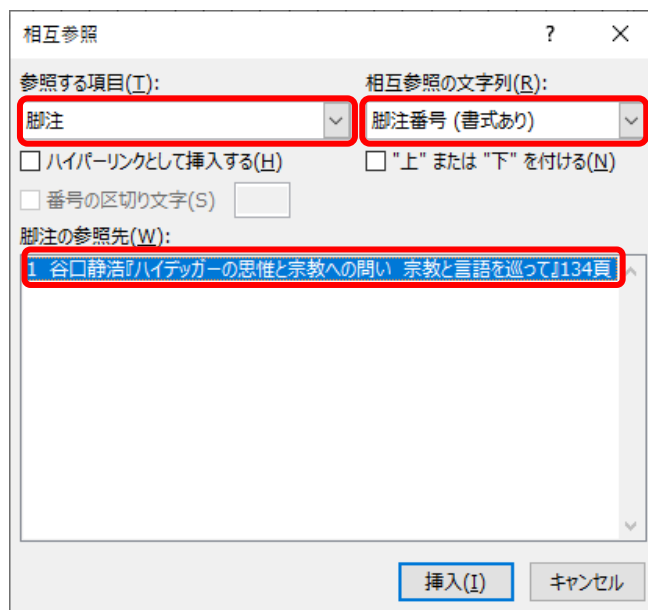 相互参照 ?
参照する項目(T): 相互参照の文字列(R):
脚注 脚注番号 (書式あり)
ハイパーリンクとして挿入する(H) "上" または "下" を付ける(N)
番号の区切り文字(S)
脚注の参照先(W):
1 谷口静浩『ハイデッガーの思惟と宗教への問い 宗教と言語を巡って』134頁
挿入(I) キャンセル